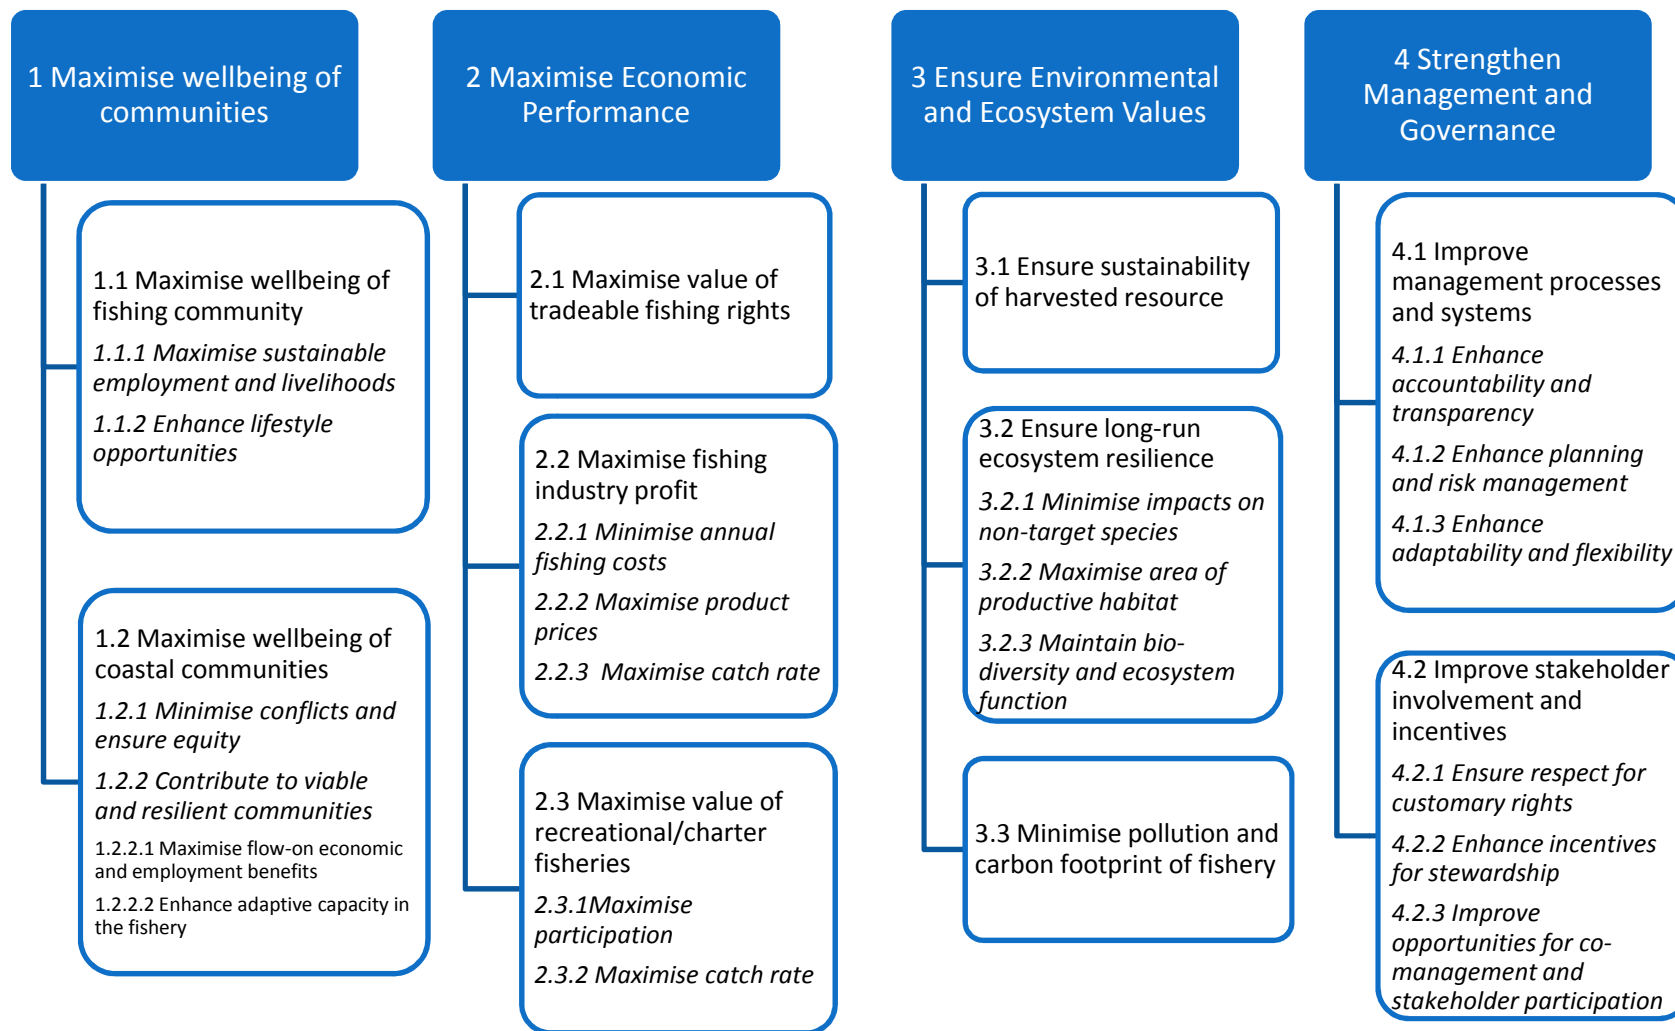 1 Maximise wellbeing of
communities
1.1 Maximise wellbeing of
fishing community
1.1.1 Maximise sustainable
employment and livelihoods
1.1.2 Enhance lifestyle
opportunities
1.2 Maximise wellbeing of
coastal communities
1.2.1 Minimise conflicts and
ensure equity
1.2.2 Contribute to viable
and resilient communities
1.2.2.1 Maximise flow-on economic
and employment benefits
1.2.2.2 Enhance adaptive capacity in
the fishery
2 Maximise Economic
Performance
2.1 Maximise value of
tradeable fishing rights
2.2 Maximise fishing
industry profit
2.2.1 Minimise annual
fishing costs
2.2.2 Maximise product
prices
2.2.3  Maximise catch rate
2.3 Maximise value of
recreational/charter
fisheries
2.3.1Maximise
participation
2.3.2 Maximise catch rate
3 Ensure Environmental
and Ecosystem Values
3.1 Ensure sustainability
of harvested resource
3.2 Ensure long-run
ecosystem resilience
3.2.1 Minimise impacts on
non-target species
3.2.2 Maximise area of
productive habitat
3.2.3 Maintain bio-
diversity and ecosystem
function
3.3 Minimise pollution and
carbon footprint of fishery
4 Strengthen
Management and
Governance
4.1 Improve
management processes
and systems
4.1.1 Enhance
accountability and
transparency
4.1.2 Enhance planning
and risk management
4.1.3 Enhance
adaptability and flexibility
4.2 Improve stakeholder
involvement and
incentives
4.2.1 Ensure respect for
customary rights
4.2.2 Enhance incentives
for stewardship
4.2.3 Improve
opportunities for co-
management and
stakeholder participation